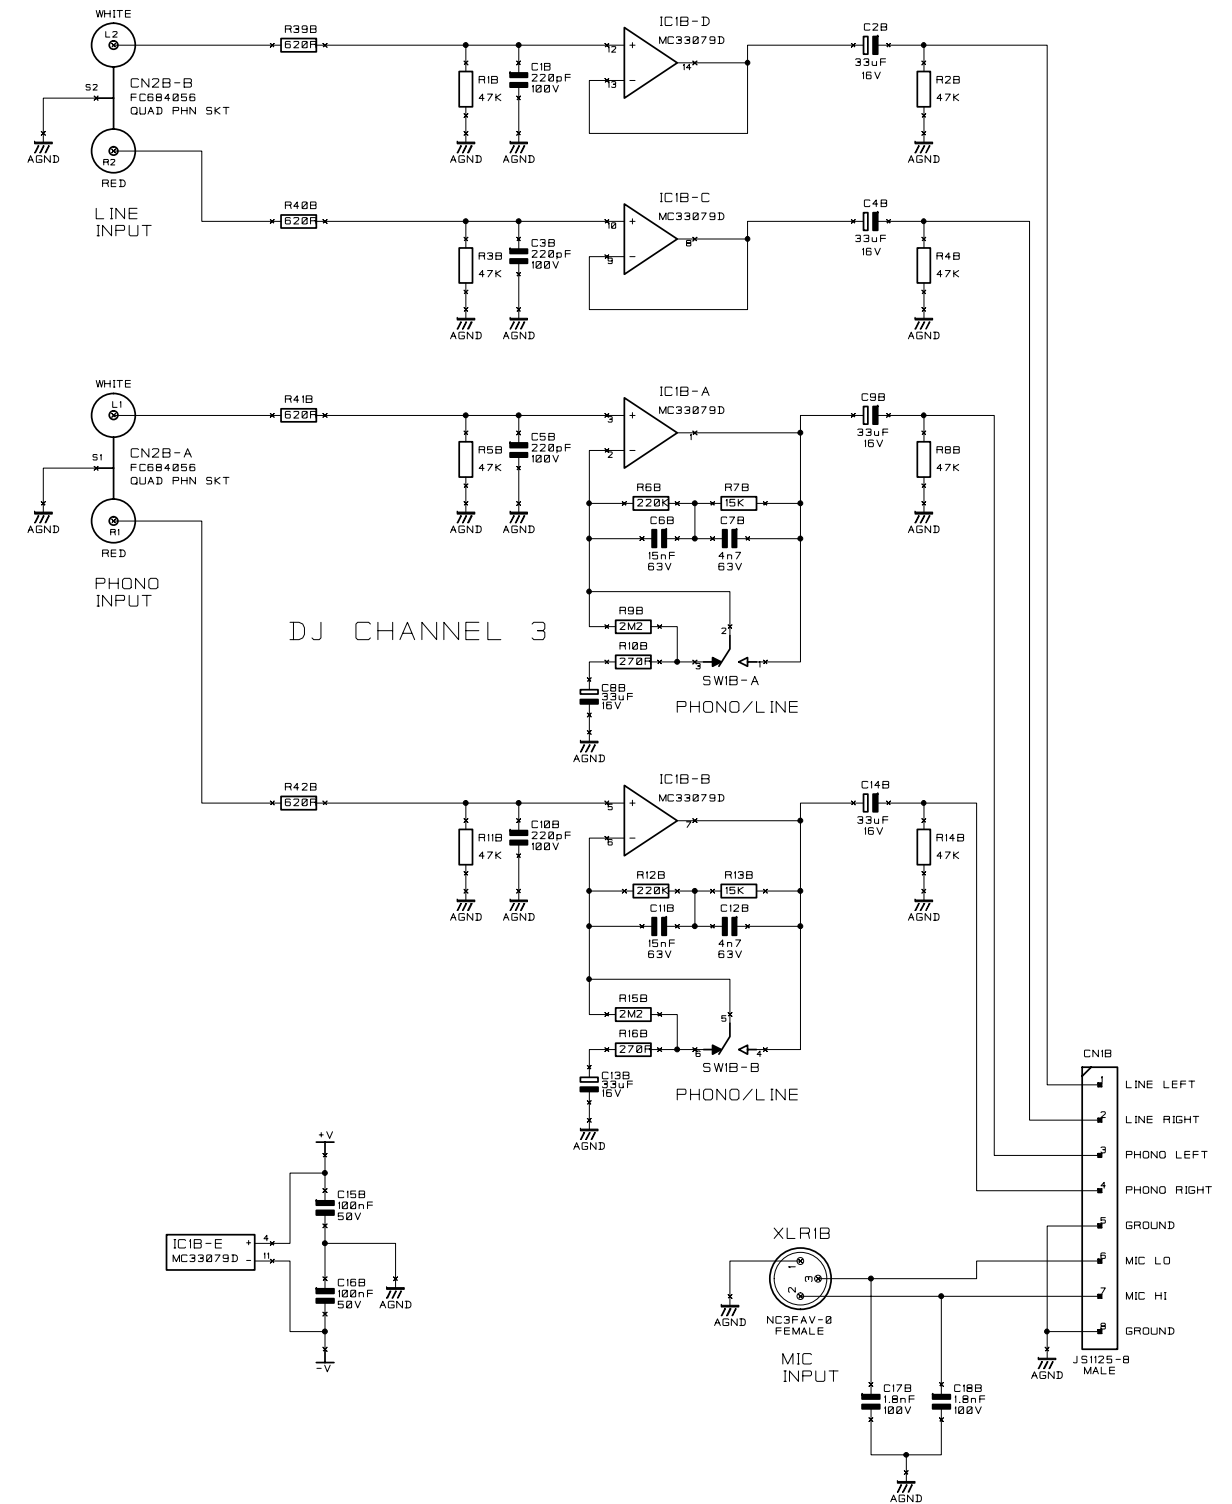 WHITE
L2
CN2B-B
FC684056
QUAD PHN SKT
S2
AGND
R2
RED
LINE
INPUT
R39B
620R
R1B
47K
AGND
C1B
220pF
100V
AGND
IC1B-D
MC33079D
12
+
13
-
14
C2B
33uF
16V
R2B
47K
AGND
R40B
620R
R3B
47K
AGND
C3B
220pF
100V
AGND
IC1B-C
MC33079D
10
+
9
-
8
C4B
33uF
16V
R4B
47K
AGND
WHITE
L1
CN2B-A
FC684056
QUAD PHN SKT
S1
AGND
R1
RED
PHONO
INPUT
R41B
620R
R5B
47K
AGND
C5B
220pF
100V
AGND
IC1B-A
MC33079D
3
+
2
-
1
C9B
33uF
16V
R8B
47K
AGND
R6B
220K
R7B
15K
C6B
15nF
63V
C7B
4n7
63V
R9B
2M2
R10B
270R
C8B
33uF
16V
AGND
2
3
1
SW1B-A
PHONO/LINE
DJ CHANNEL 3
R42B
620R
R11B
47K
AGND
C10B
220pF
100V
AGND
IC1B-B
MC33079D
5
+
6
-
7
C14B
33uF
16V
R14B
47K
AGND
R12B
220K
R13B
15K
C11B
15nF
63V
C12B
4n7
63V
R15B
2M2
R16B
270R
C13B
33uF
16V
AGND
5
6
4
SW1B-B
PHONO/LINE
CN1B
1 LINE LEFT
2 LINE RIGHT
3 PHONO LEFT
4 PHONO RIGHT
5 GROUND
6 MIC LO
7 MIC HI
8 GROUND
JS1125-8
MALE
AGND
+V
C15B
100nF
50V
IC1B-E
MC33079D
+
-
4
11
C16B
100nF
50V
AGND
-V
XLR1B
1
3
2
NC3FAV-0
FEMALE
AGND
MIC
INPUT
C17B
1.8nF
100V
C18B
1.8nF
100V
AGND